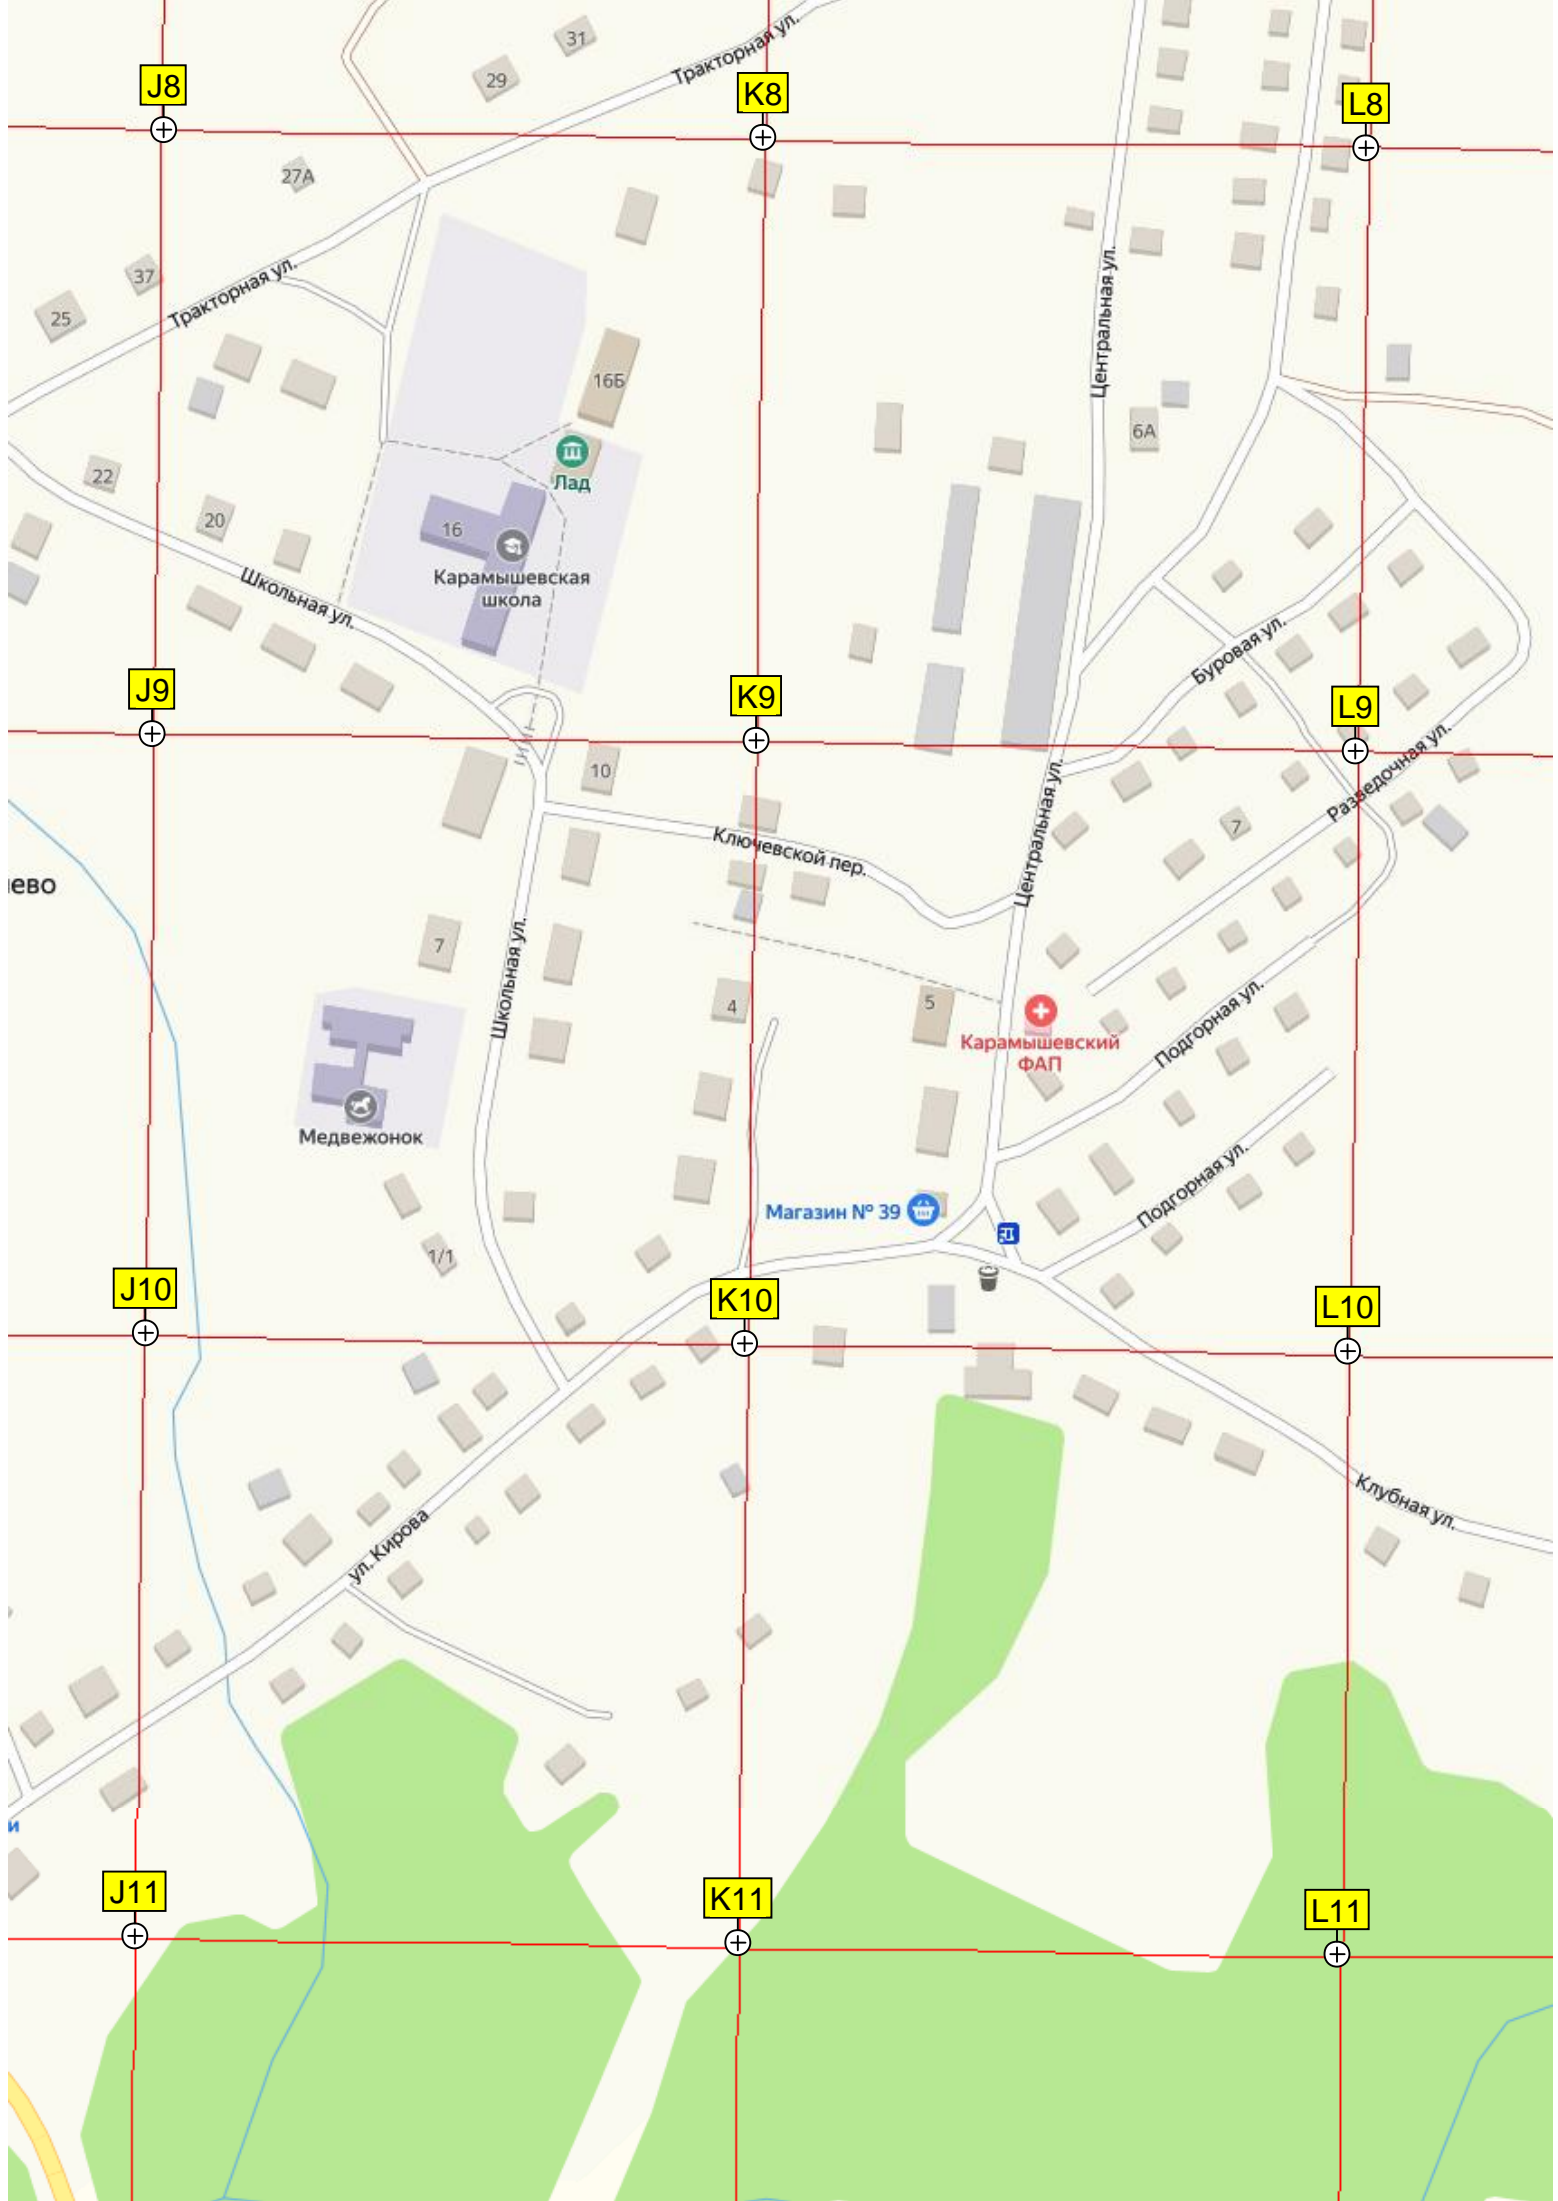 31
Тракторная ул.
29
J8
K8
L8
27А
37
Тракторная ул.
25
Центральная ул.
16Б
6А
22
Лад
20
16
Карамышевская
школа
Школьная ул.
Буровая ул.
J9
K9
L9
10
Разведочная ул.
Ключевской пер.
Центральная ул.
7
ево
7
Школьная ул.
4
5
Карамышевский
ФАП
Подгорная ул.
Медвежонок
Подгорная ул.
Магазин № 39
1/1
J10
K10
L10
Клубная ул.
ул. Кирова
и
J11
K11
L11